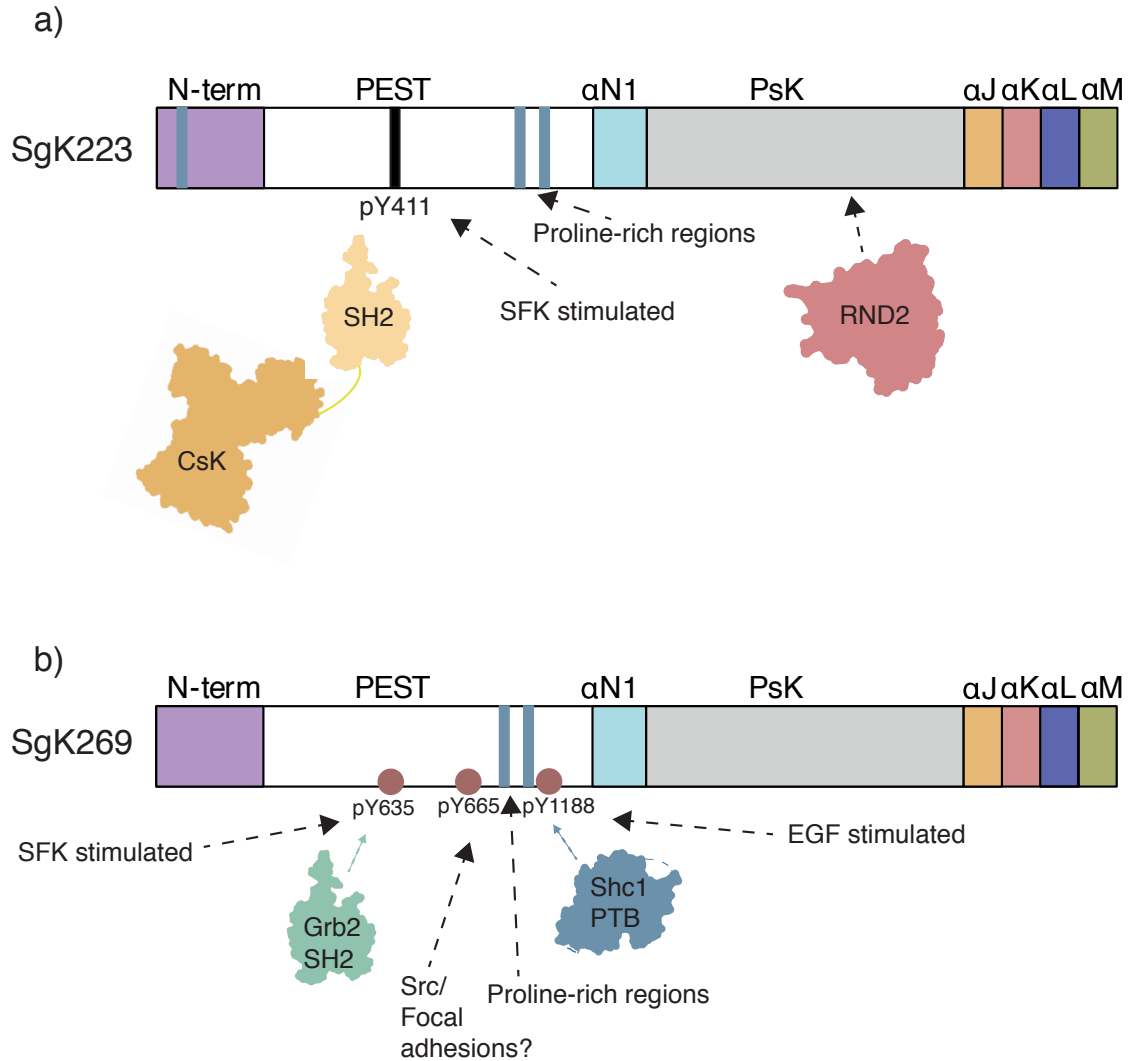 a)
N-term PEST αN1 PsK αJ αK αL αM
SgK223
pY411
Proline-rich regions
SFK stimulated
SH2
RND2
CsK
b)
N-term PEST αN1 PsK αJ αK αL αM
SgK269
pY635 pY665 pY1188
SFK stimulated
EGF stimulated
Grb2
SH2
Shc1
PTB
Src/
Focal
adhesions?
Proline-rich regions